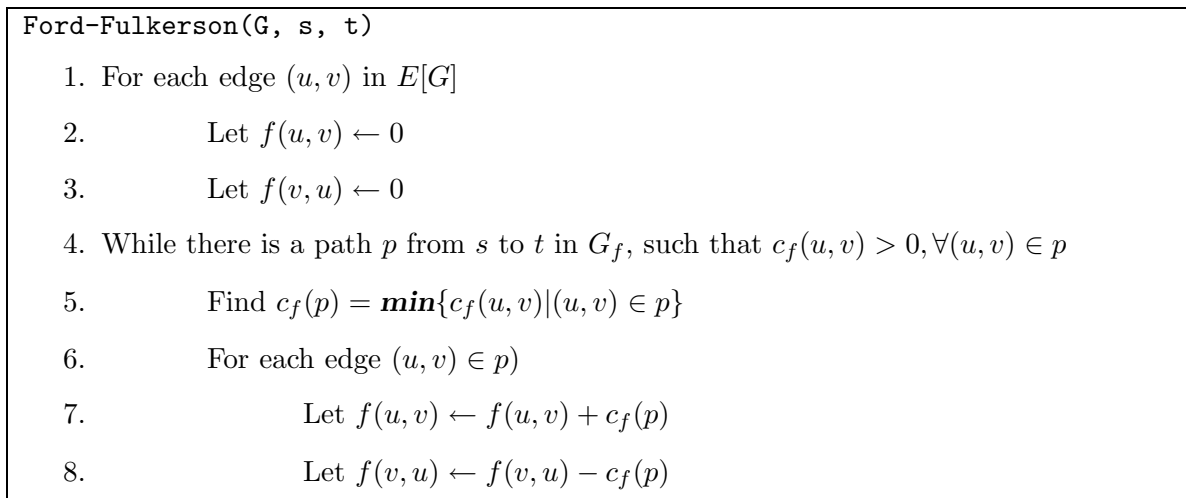 Ford-Fulkerson(G, s, t)
1. For each edge (u, v) in E[G]
2. Let f(u, v) ← 0
3. Let f(v, u) ← 0
4. While there is a path p from s to t in G_f, such that c_f(u, v) > 0, ∀(u, v) ∈ p
5. Find c_f(p) = min{c_f(u, v)|(u, v) ∈ p}
6. For each edge (u, v) ∈ p)
7. Let f(u, v) ← f(u, v) + c_f(p)
8. Let f(v, u) ← f(v, u) − c_f(p)